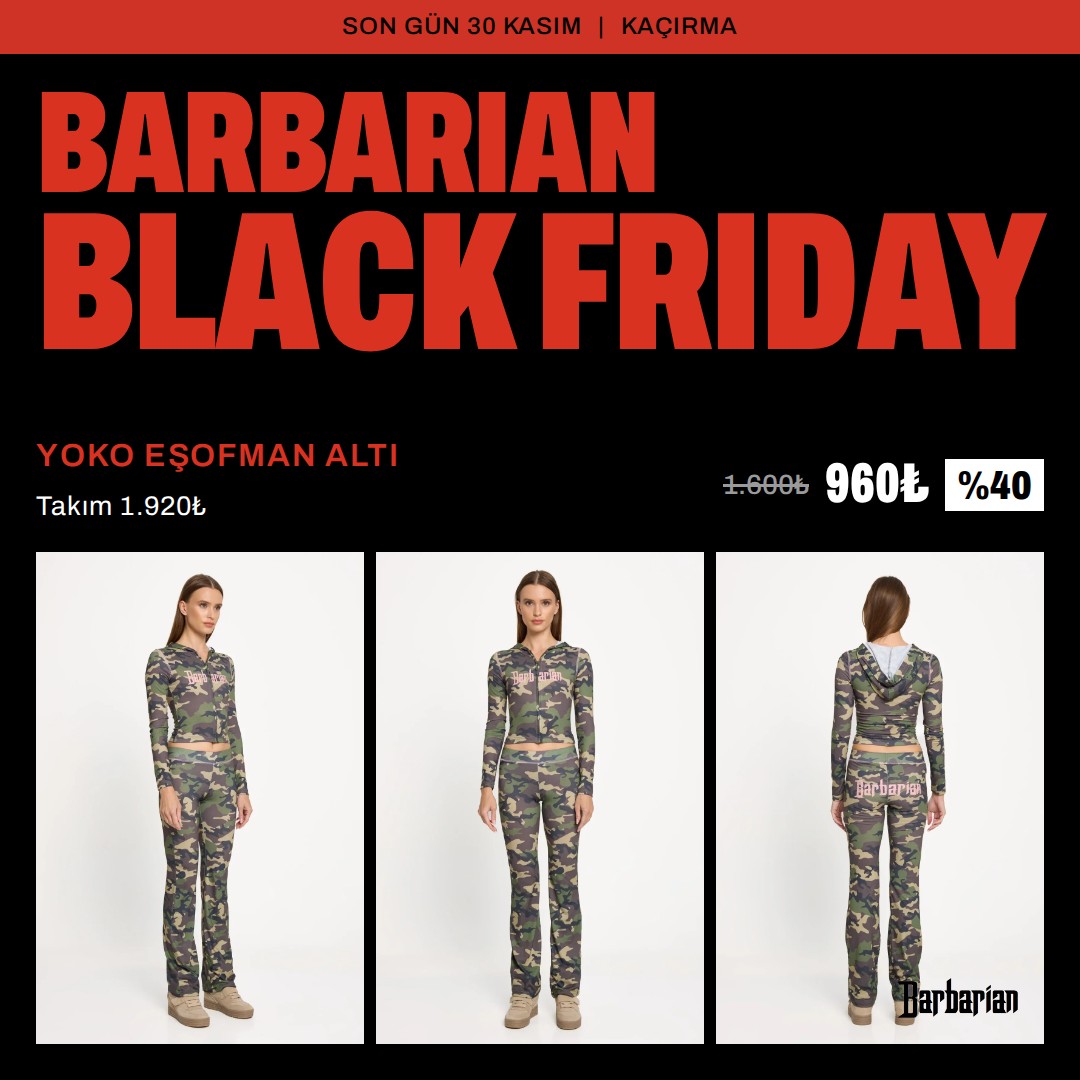 SON GÜN 30 KASIM | KAÇIRMA
BARBARIAN
BLACK FRIDAY
YOKO EŞOFMAN ALTI
Takım 1.920₺
1.600₺ 960₺ %40
Barbarian
Barbarian
Barbarian
Barbarian